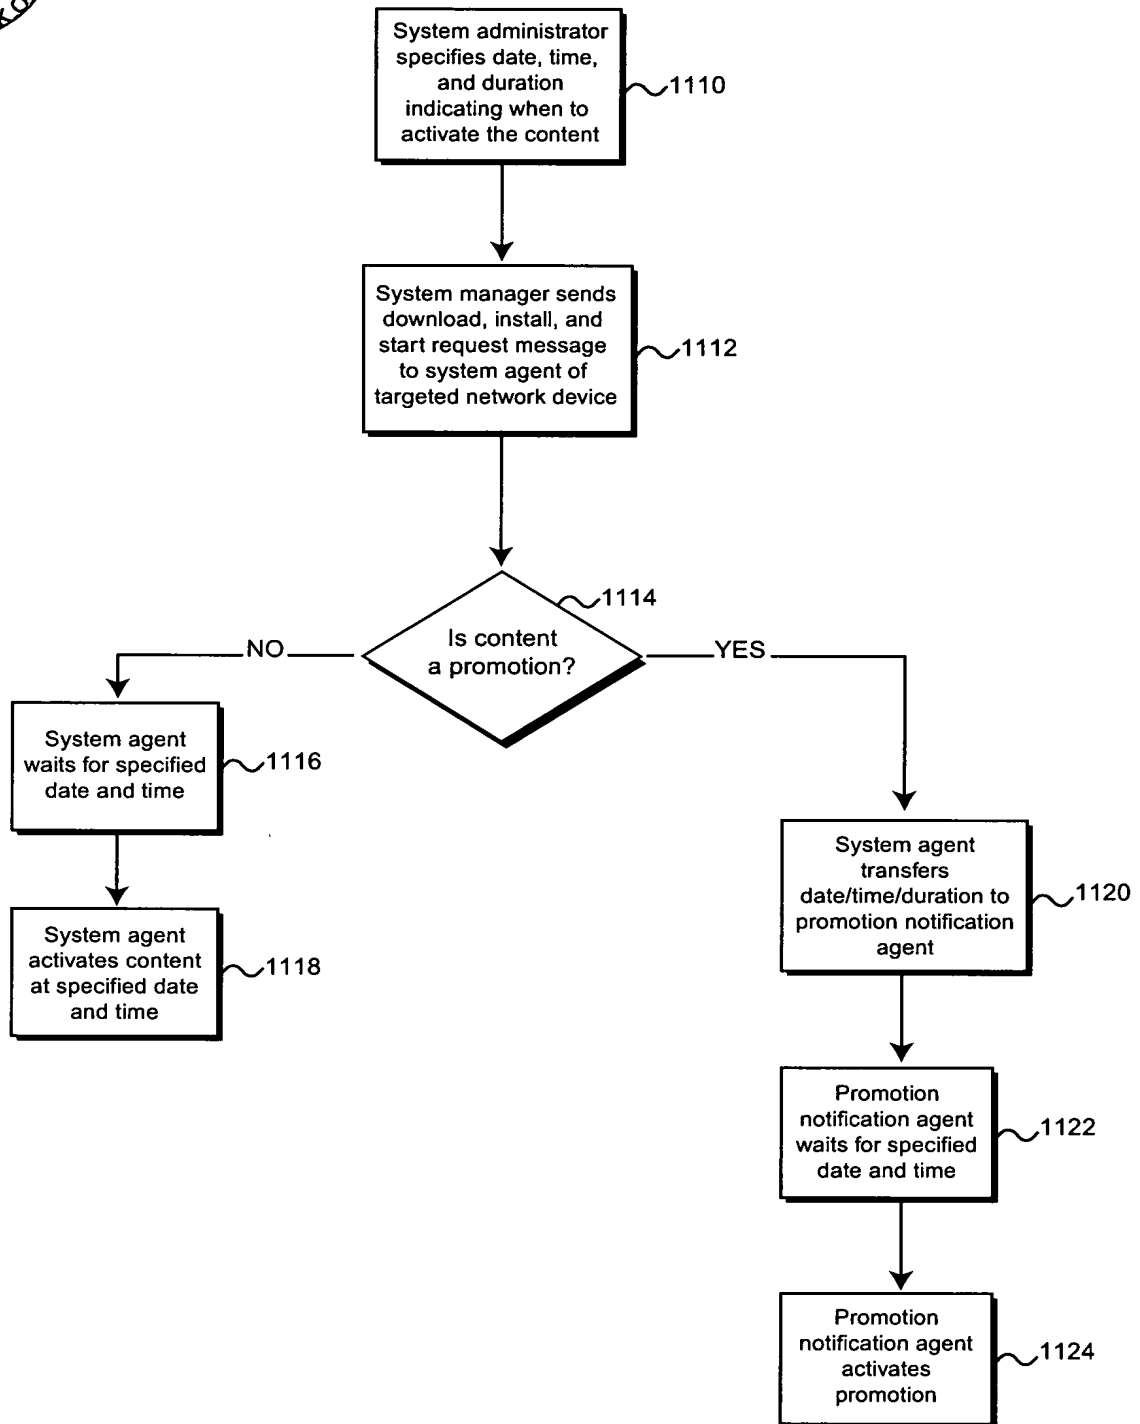 System administrator
specifies date, time,
and duration
indicating when to
activate the content
1110
System manager sends
download, install, and
start request message
to system agent of
targeted network device
1112
1114
Is content
a promotion?
NO
YES
System agent
waits for specified
date and time
1116
System agent
activates content
at specified date
and time
1118
System agent
transfers
date/time/duration to
promotion notification
agent
1120
Promotion
notification agent
waits for specified
date and time
1122
Promotion
notification agent
activates
promotion
1124